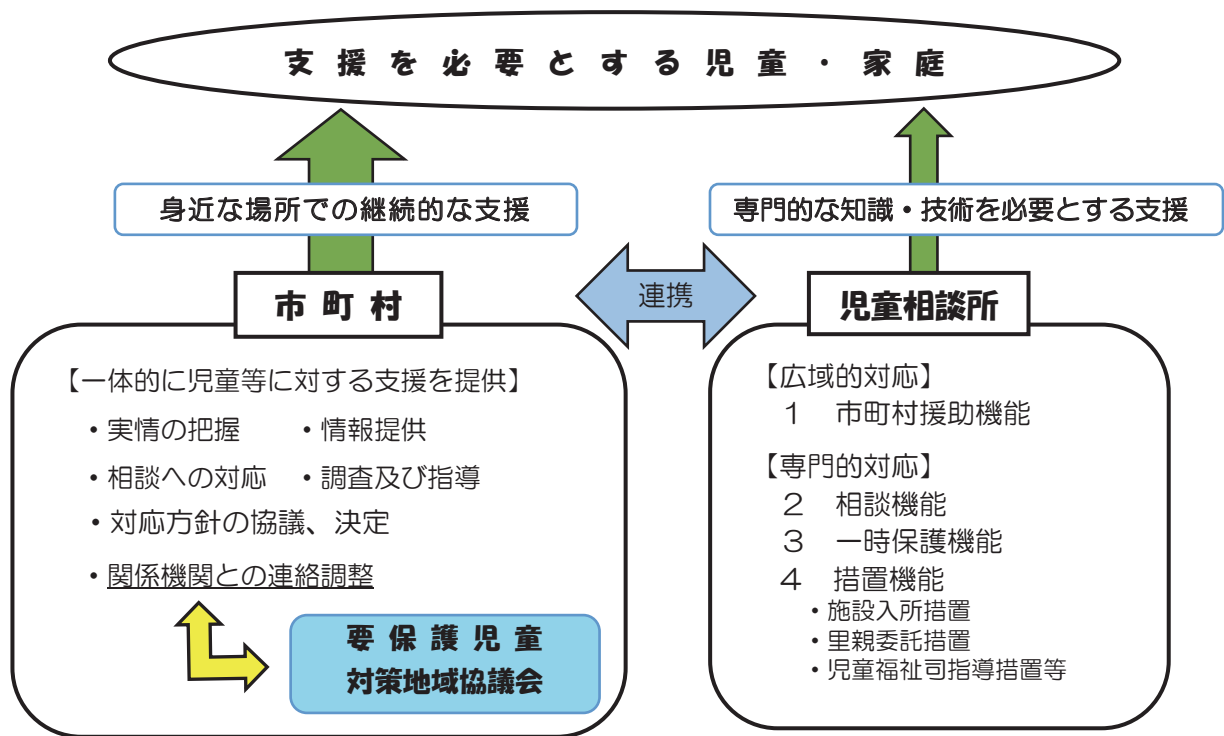 支援を必要とする児童・家庭
身近な場所での継続的な支援
専門的な知識・技術を必要とする支援
市町村
連携
児童相談所
【一体的に児童等に対する支援を提供】
・実情の把握 ・情報提供
・相談への対応 ・調査及び指導
・対応方針の協議、決定
・関係機関との連絡調整
要保護児童
対策地域協議会
【広域的対応】
1 市町村援助機能
【専門的対応】
2 相談機能
3 一時保護機能
4 措置機能
・施設入所措置
・里親委託措置
・児童福祉司指導措置等